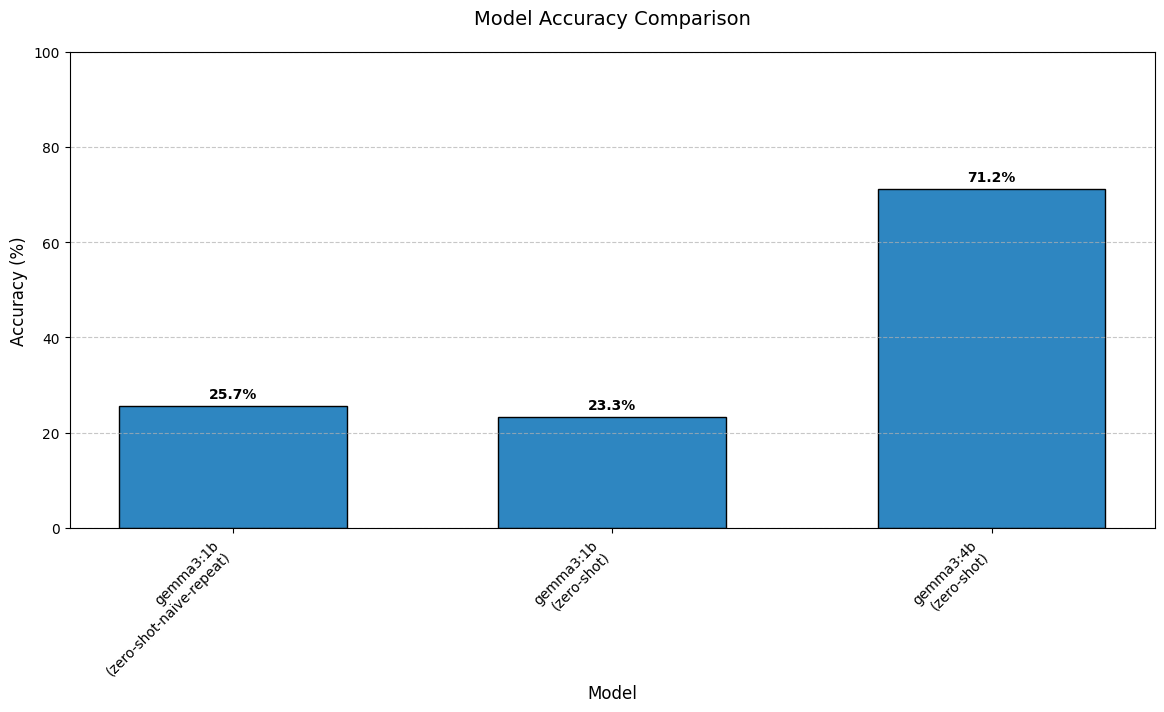 Model Accuracy Comparison
Accuracy (%)
100
80
60
40
20
0
25.7%
23.3%
71.2%
gemma3:1b
(zero-shot-naive-repeat)
gemma3:1b
(zero-shot)
gemma3:4b
(zero-shot)
Model